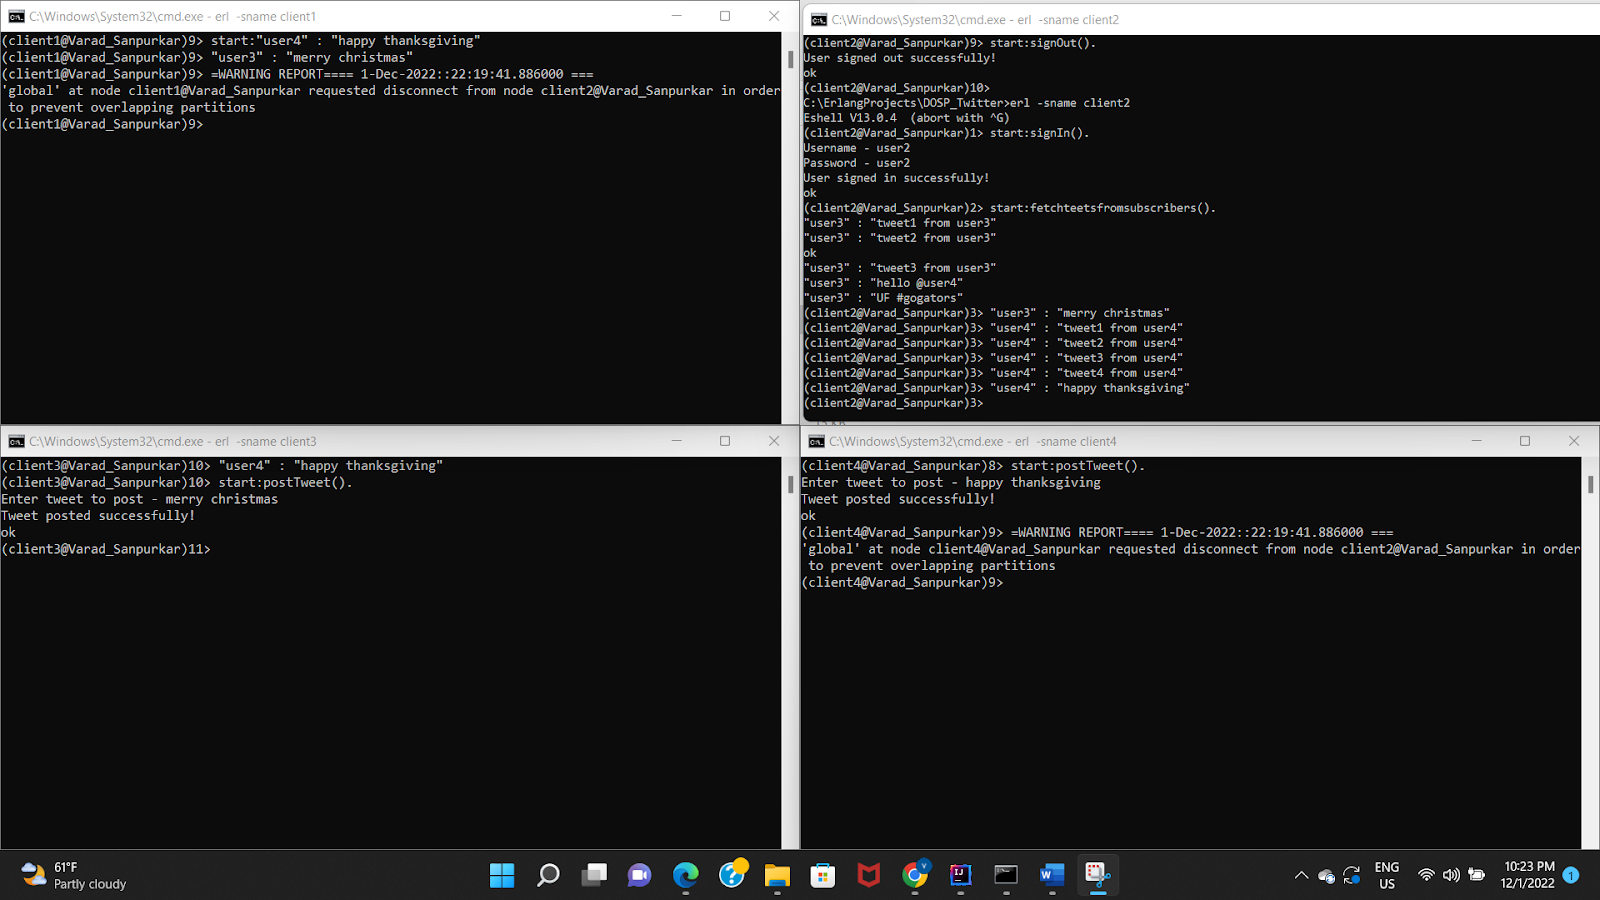 C:\Windows\System32\cmd.exe - erl  -sname client1
(client1@Varad_Sanpurkar)9> start:"user4" : "happy thanksgiving"
(client1@Varad_Sanpurkar)9> "user3" : "merry christmas"
(client1@Varad_Sanpurkar)9> =WARNING REPORT==== 1-Dec-2022::22:19:41.886000 ===
'global' at node client1@Varad_Sanpurkar requested disconnect from node client2@Varad_Sanpurkar in order
 to prevent overlapping partitions
(client1@Varad_Sanpurkar)9>
C:\Windows\System32\cmd.exe - erl  -sname client2
(client2@Varad_Sanpurkar)9> start:signOut().
User signed out successfully!
ok
(client2@Varad_Sanpurkar)10>
C:\ErlangProjects\DOSP_Twitter>erl -sname client2
Eshell V13.0.4  (abort with ^G)
(client2@Varad_Sanpurkar)1> start:signIn().
Username - user2
Password - user2
User signed in successfully!
ok
(client2@Varad_Sanpurkar)2> start:fetchteetsfromsubscribers().
"user3" : "tweet1 from user3"
"user3" : "tweet2 from user3"
ok
"user3" : "tweet3 from user3"
"user3" : "hello @user4"
"user3" : "UF #gogators"
(client2@Varad_Sanpurkar)3> "user3" : "merry christmas"
(client2@Varad_Sanpurkar)3> "user4" : "tweet1 from user4"
(client2@Varad_Sanpurkar)3> "user4" : "tweet2 from user4"
(client2@Varad_Sanpurkar)3> "user4" : "tweet3 from user4"
(client2@Varad_Sanpurkar)3> "user4" : "tweet4 from user4"
(client2@Varad_Sanpurkar)3> "user4" : "happy thanksgiving"
(client2@Varad_Sanpurkar)3>
C:\Windows\System32\cmd.exe - erl  -sname client3
(client3@Varad_Sanpurkar)10> "user4" : "happy thanksgiving"
(client3@Varad_Sanpurkar)10> start:postTweet().
Enter tweet to post - merry christmas
Tweet posted successfully!
ok
(client3@Varad_Sanpurkar)11>
C:\Windows\System32\cmd.exe - erl  -sname client4
(client4@Varad_Sanpurkar)8> start:postTweet().
Enter tweet to post - happy thanksgiving
Tweet posted successfully!
ok
(client4@Varad_Sanpurkar)9> =WARNING REPORT==== 1-Dec-2022::22:19:41.886000 ===
'global' at node client4@Varad_Sanpurkar requested disconnect from node client2@Varad_Sanpurkar in order
 to prevent overlapping partitions
(client4@Varad_Sanpurkar)9>
61°F
Partly cloudy
ENG
US
10:23 PM
12/1/2022
1